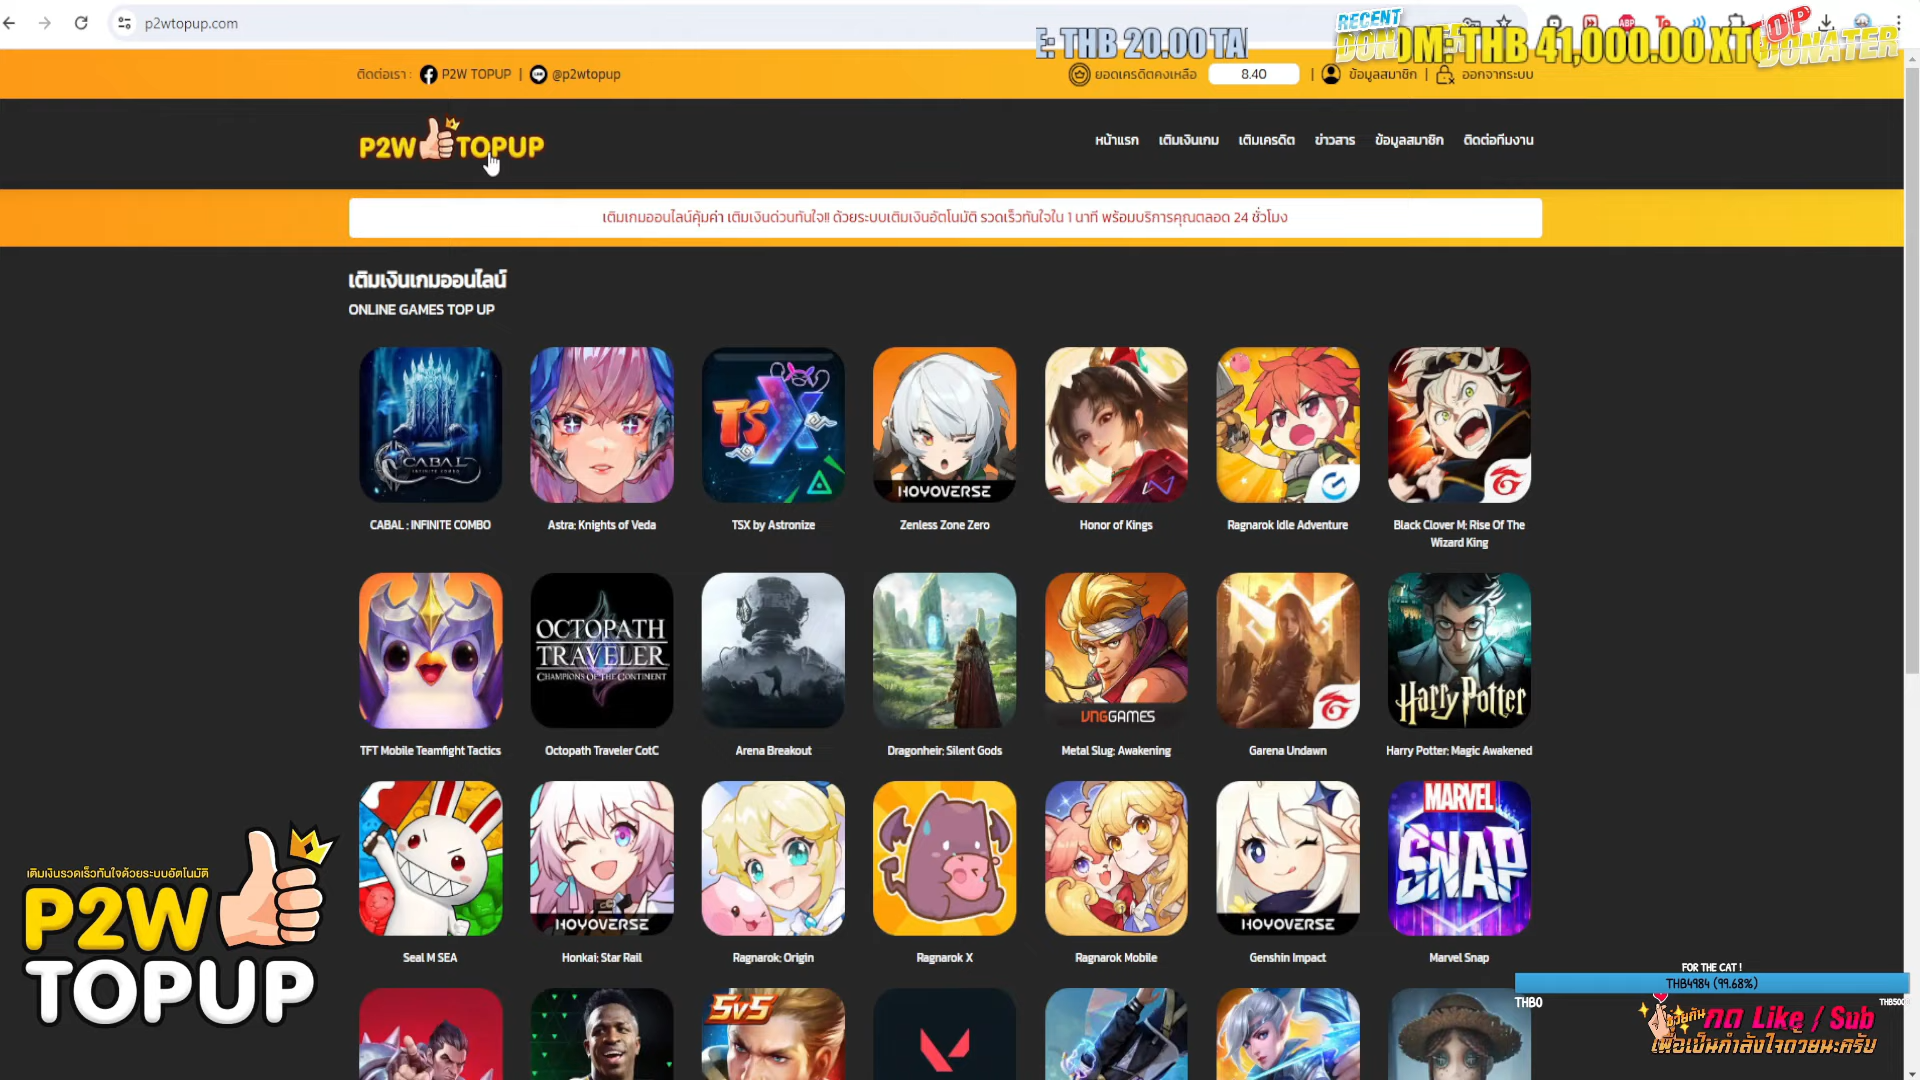 p2wtopup.com
E: THB 20.00 TA
RECENT
DON
OM: THB 41,000.00 XT
TOP
DONATER
ติดต่อเรา : P2W TOPUP | @p2wtopup
ยอดเครดิตคงเหลือ 8.40 | ข้อมูลสมาชิก | ออกจากระบบ
P2W TOPUP
หน้าแรก เติมเงินเกม เติมเครดิต ข่าวสาร ข้อมูลสมาชิก ติดต่อทีมงาน
เติมเกมออนไลน์คุ้มค่า เติมเงินด่วนทันใจ!! ด้วยระบบเติมเงินอัตโนมัติ รวดเร็วทันใจใน 1 นาที พร้อมบริการคุณตลอด 24 ชั่วโมง
เติมเงินเกมออนไลน์
ONLINE GAMES TOP UP
CABAL
INFINITE COMBO
TSX
HOYOVERSE
CABAL : INFINITE COMBO
Astra: Knights of Veda
TSX by Astronize
Zenless Zone Zero
Honor of Kings
Ragnarok Idle Adventure
Black Clover M: Rise Of The
Wizard King
OCTOPATH
TRAVELER
CHAMPIONS OF THE CONTINENT
VNGGAMES
Harry Potter
TFT Mobile Teamfight Tactics
Octopath Traveler CotC
Arena Breakout
Dragonheir: Silent Gods
Metal Slug: Awakening
Garena Undawn
Harry Potter: Magic Awakened
HOYOVERSE
HOYOVERSE
MARVEL
SNAP
Seal M SEA
Honkai: Star Rail
Ragnarok: Origin
Ragnarok X
Ragnarok Mobile
Genshin Impact
Marvel Snap
5v5
เติมเงินรวดเร็วทันใจด้วยระบบอัตโนมัติ
P2W
TOPUP
FOR THE CAT !
THB4984 (99.68%)
THB0
ช่วยกัน กด Like / Sub
เพื่อเป็นกำลังใจด้วยนะครับ